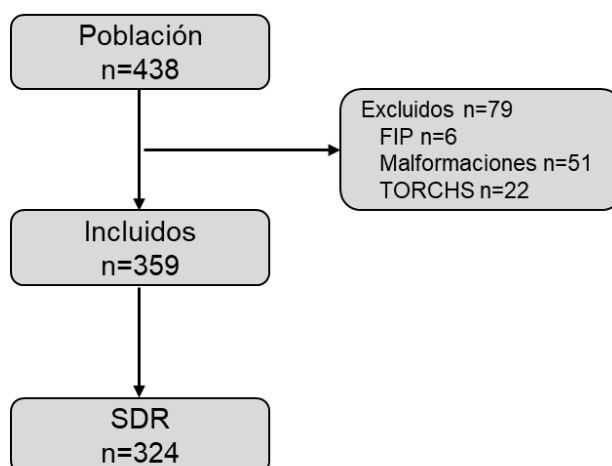 Población
n=438
Excluidos n=79
FIP n=6
Malformaciones n=51
TORCHS n=22
Incluidos
n=359
SDR
n=324